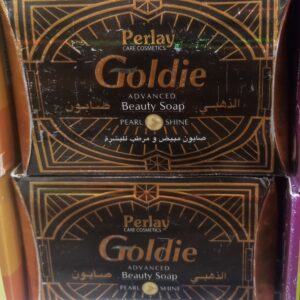 Perlay
CARE COSMETICS
Goldie
ADVANCED
صابون Beauty Soap الذهبي
PEARL SHINE
صابون مبيض و مرطب للبشرة
Perlay
CARE COSMETICS
Goldie
ADVANCED
صابون Beauty Soap الذهبي
PEARL SHINE